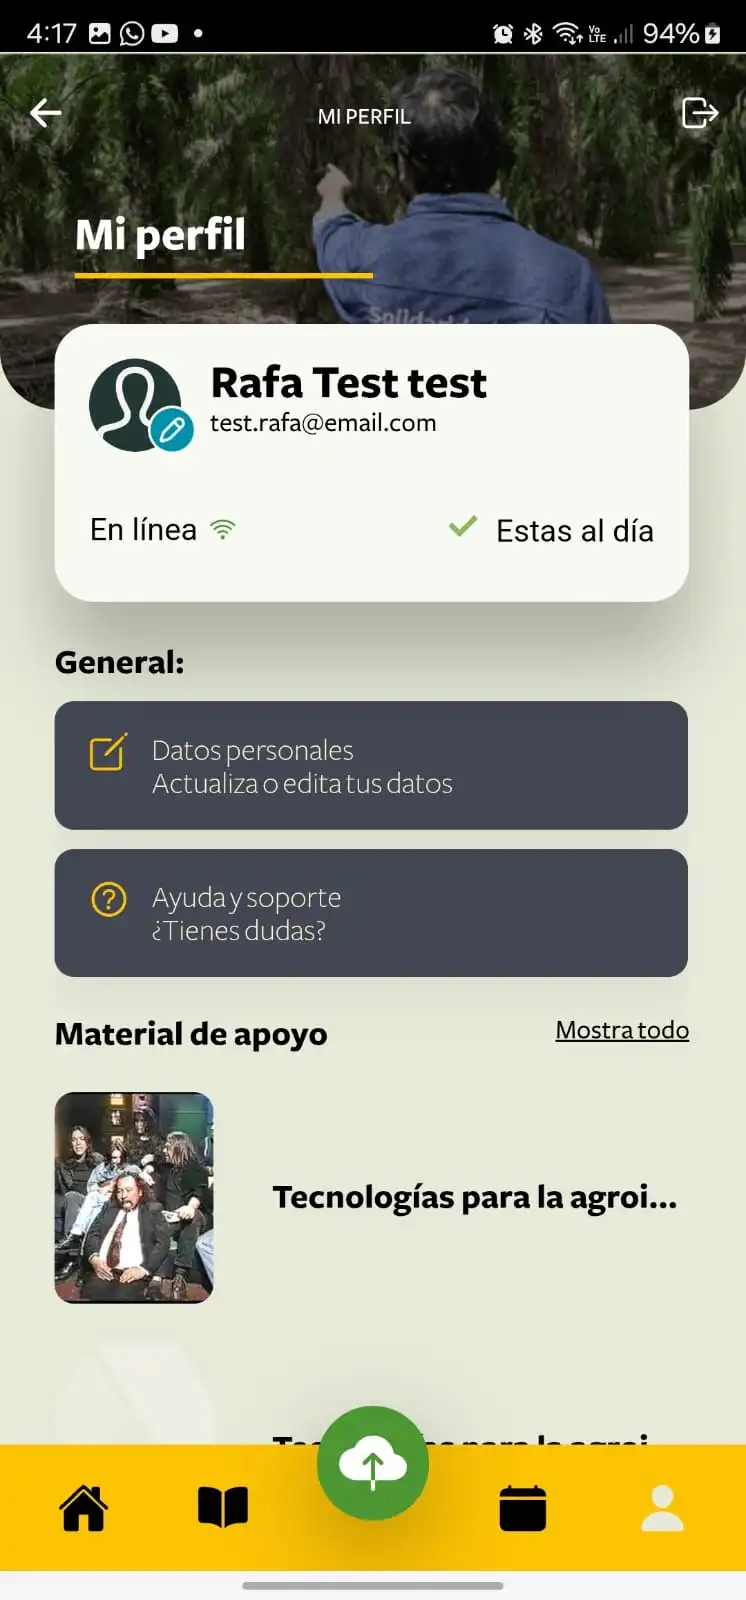 4:17
Vo
LTE
94%
MI PERFIL
Mi perfil
Rafa Test test
test.rafa@email.com
En línea
Estas al día
General:
Datos personales
Actualiza o edita tus datos
Ayuda y soporte
¿Tienes dudas?
Material de apoyo
Mostra todo
Tecnologías para la agroi...